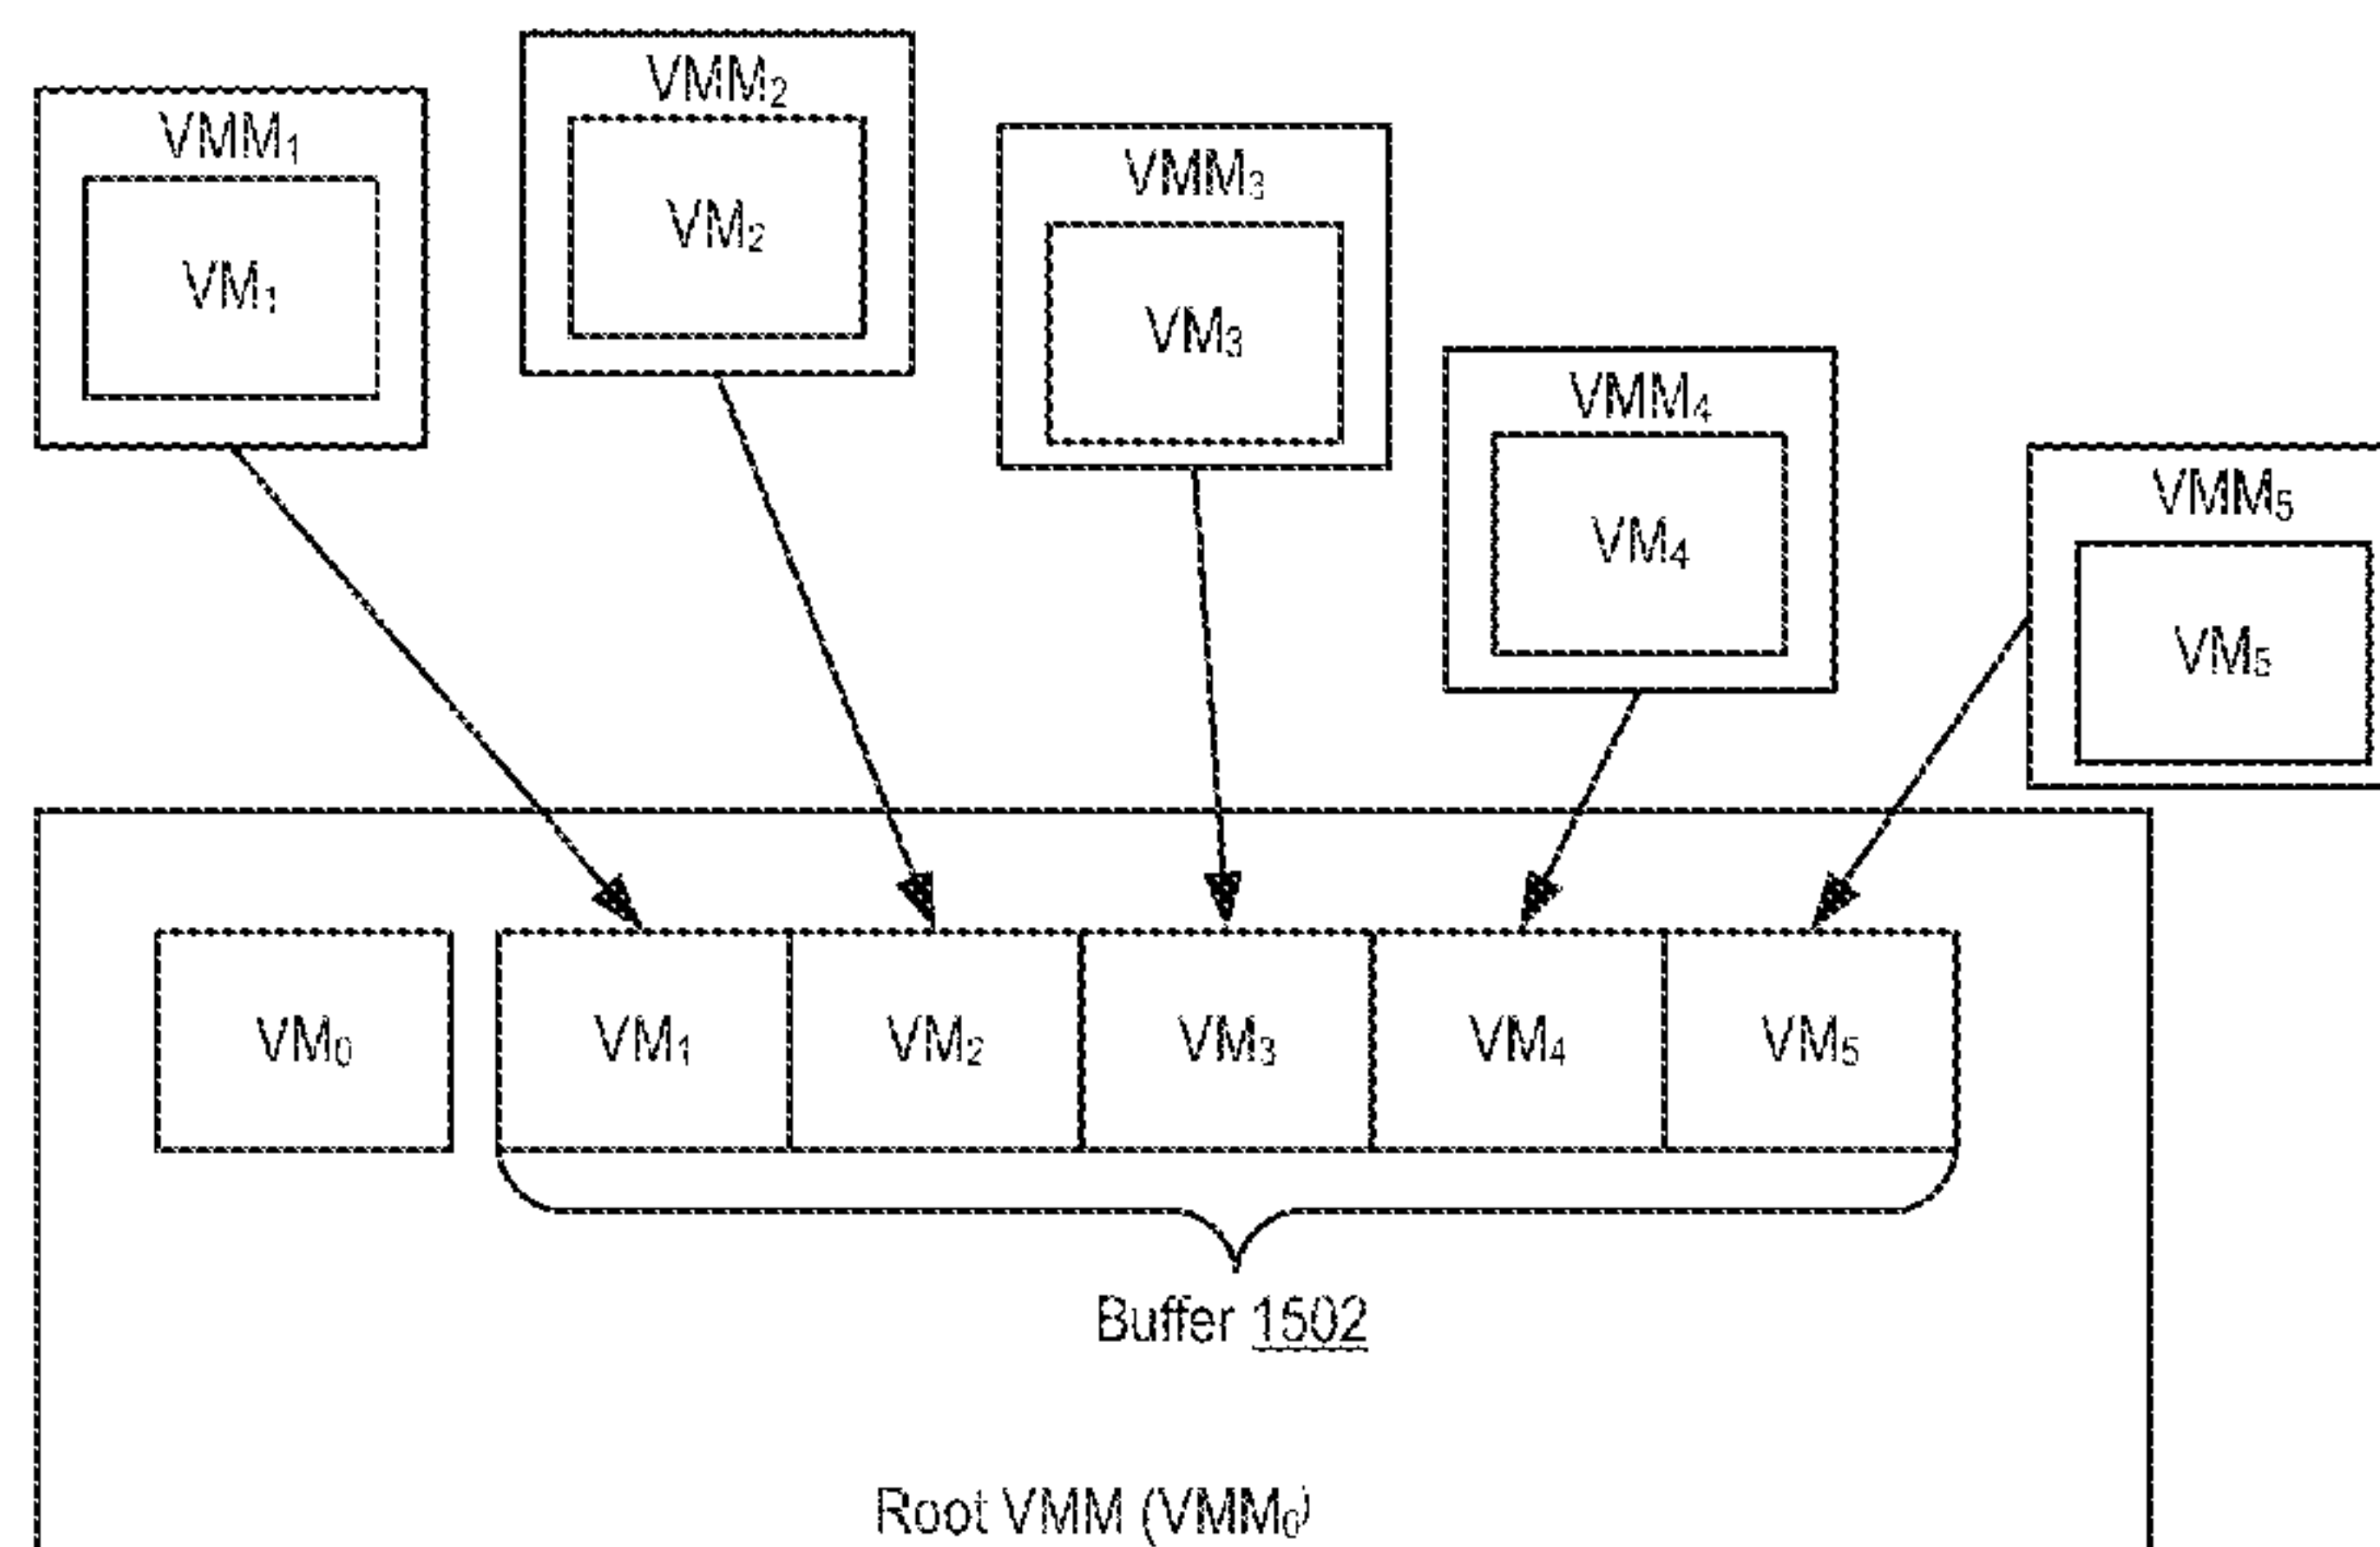 VMM₂
VMM₁
VMM₃
VM₂
VM₁
VM₃
VMM₄
VMM₅
VM₄
VM₅
VM₀ VM₁ VM₂ VM₃ VM₄ VM₅
Buffer 1502
Root VMM (VMM₀)